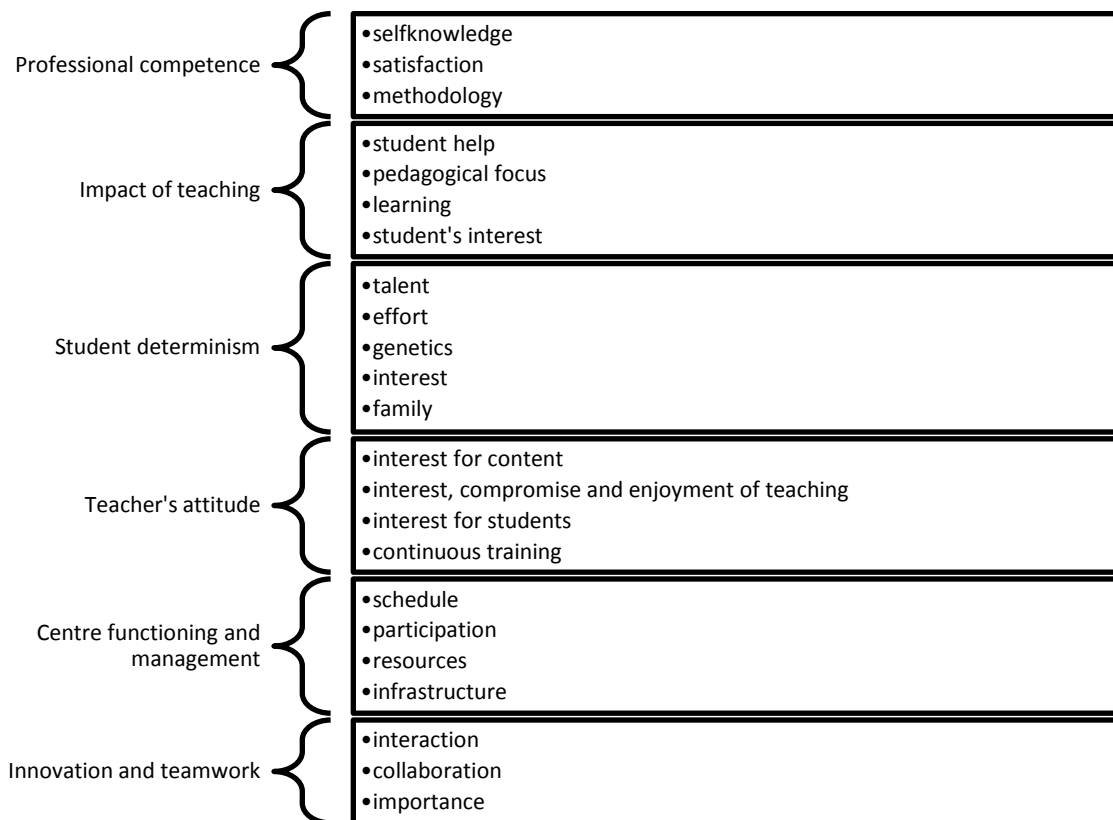 Professional competence
•selfknowledge
•satisfaction
•methodology
Impact of teaching
•student help
•pedagogical focus
•learning
•student's interest
Student determinism
•talent
•effort
•genetics
•interest
•family
Teacher's attitude
•interest for content
•interest, compromise and enjoyment of teaching
•interest for students
•continuous training
Centre functioning and
management
•schedule
•participation
•resources
•infrastructure
Innovation and teamwork
•interaction
•collaboration
•importance